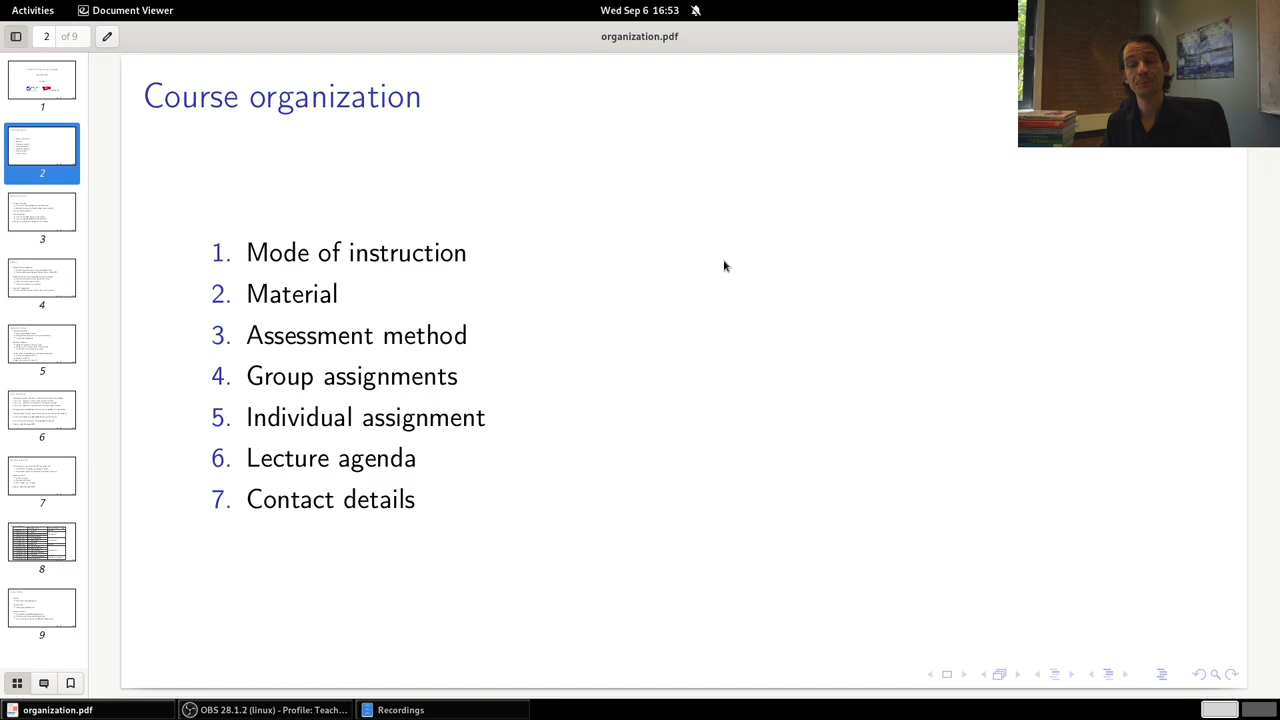 Activities
Document Viewer
Wed Sep 6 16:53
2 of 9
organization.pdf
Course organization
1. Mode of instruction
2. Material
3. Assessment method
4. Group assignments
5. Individual assignment
6. Lecture agenda
7. Contact details
1
2
3
4
5
6
7
8
9
organization.pdf
OBS 28.1.2 (linux) - Profile: Teach...
Recordings